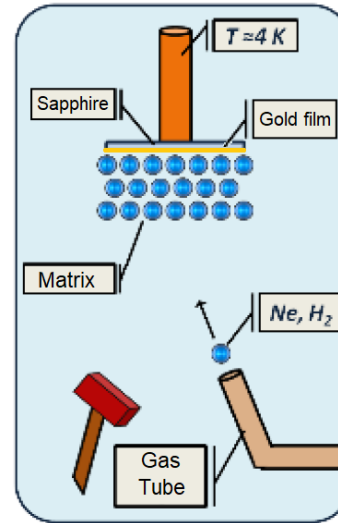 T ≃4 K
Sapphire
Gold film
Matrix
Ne, H₂
Gas
Tube